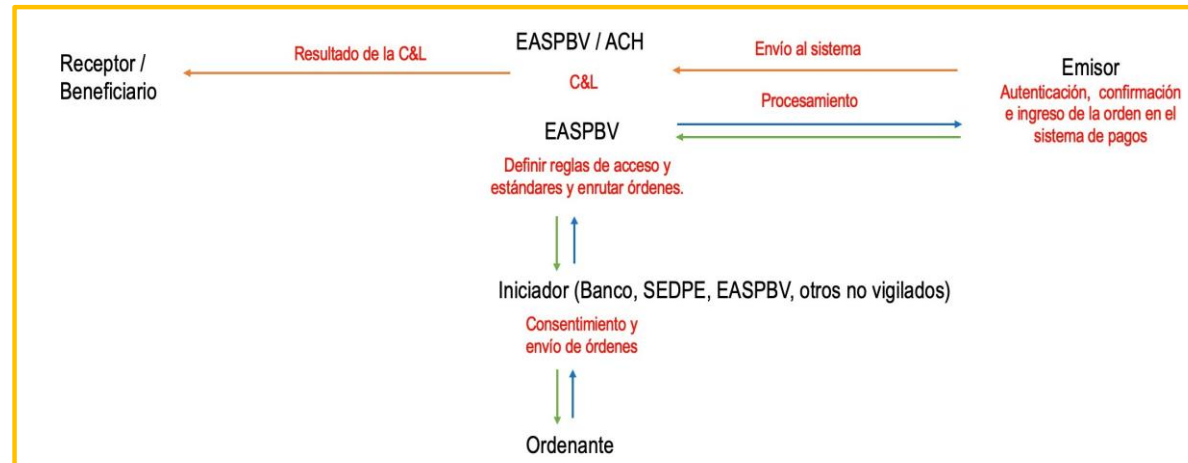 Receptor /
Beneficiario
Resultado de la C&L
EASPBV / ACH
C&L
Envío al sistema
Emisor
Autenticación, confirmación
e ingreso de la orden en el
sistema de pagos
Procesamiento
EASPBV
Definir reglas de acceso y
estándares y enrutar órdenes.
Iniciador (Banco, SEDPE, EASPBV, otros no vigilados)
Consentimiento y
envío de órdenes
Ordenante